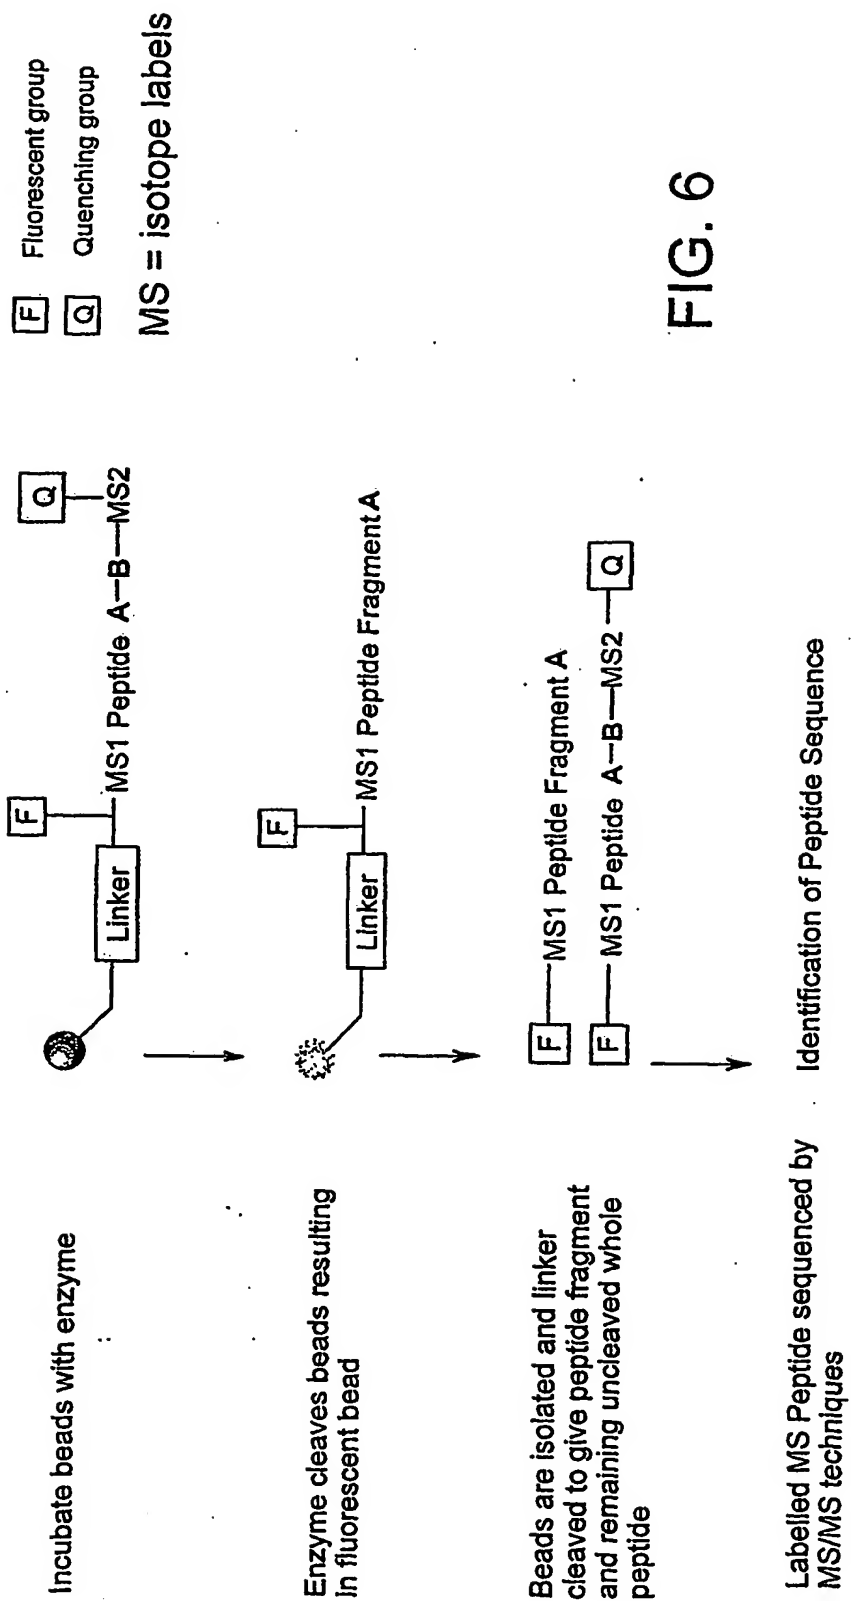 F Fluorescent group
Q Quenching group
MS = isotope labels
Incubate beads with enzyme
Q
F
Linker
MS1 Peptide A—B—MS2
Enzyme cleaves beads resulting
in fluorescent bead
F
Linker
MS1 Peptide Fragment A
Beads are isolated and linker
cleaved to give peptide fragment
and remaining uncleaved whole
peptide
F—MS1 Peptide Fragment A
F—MS1 Peptide A—B—MS2—Q
Labelled MS Peptide sequenced by
MS/MS techniques
Identification of Peptide Sequence
FIG. 6